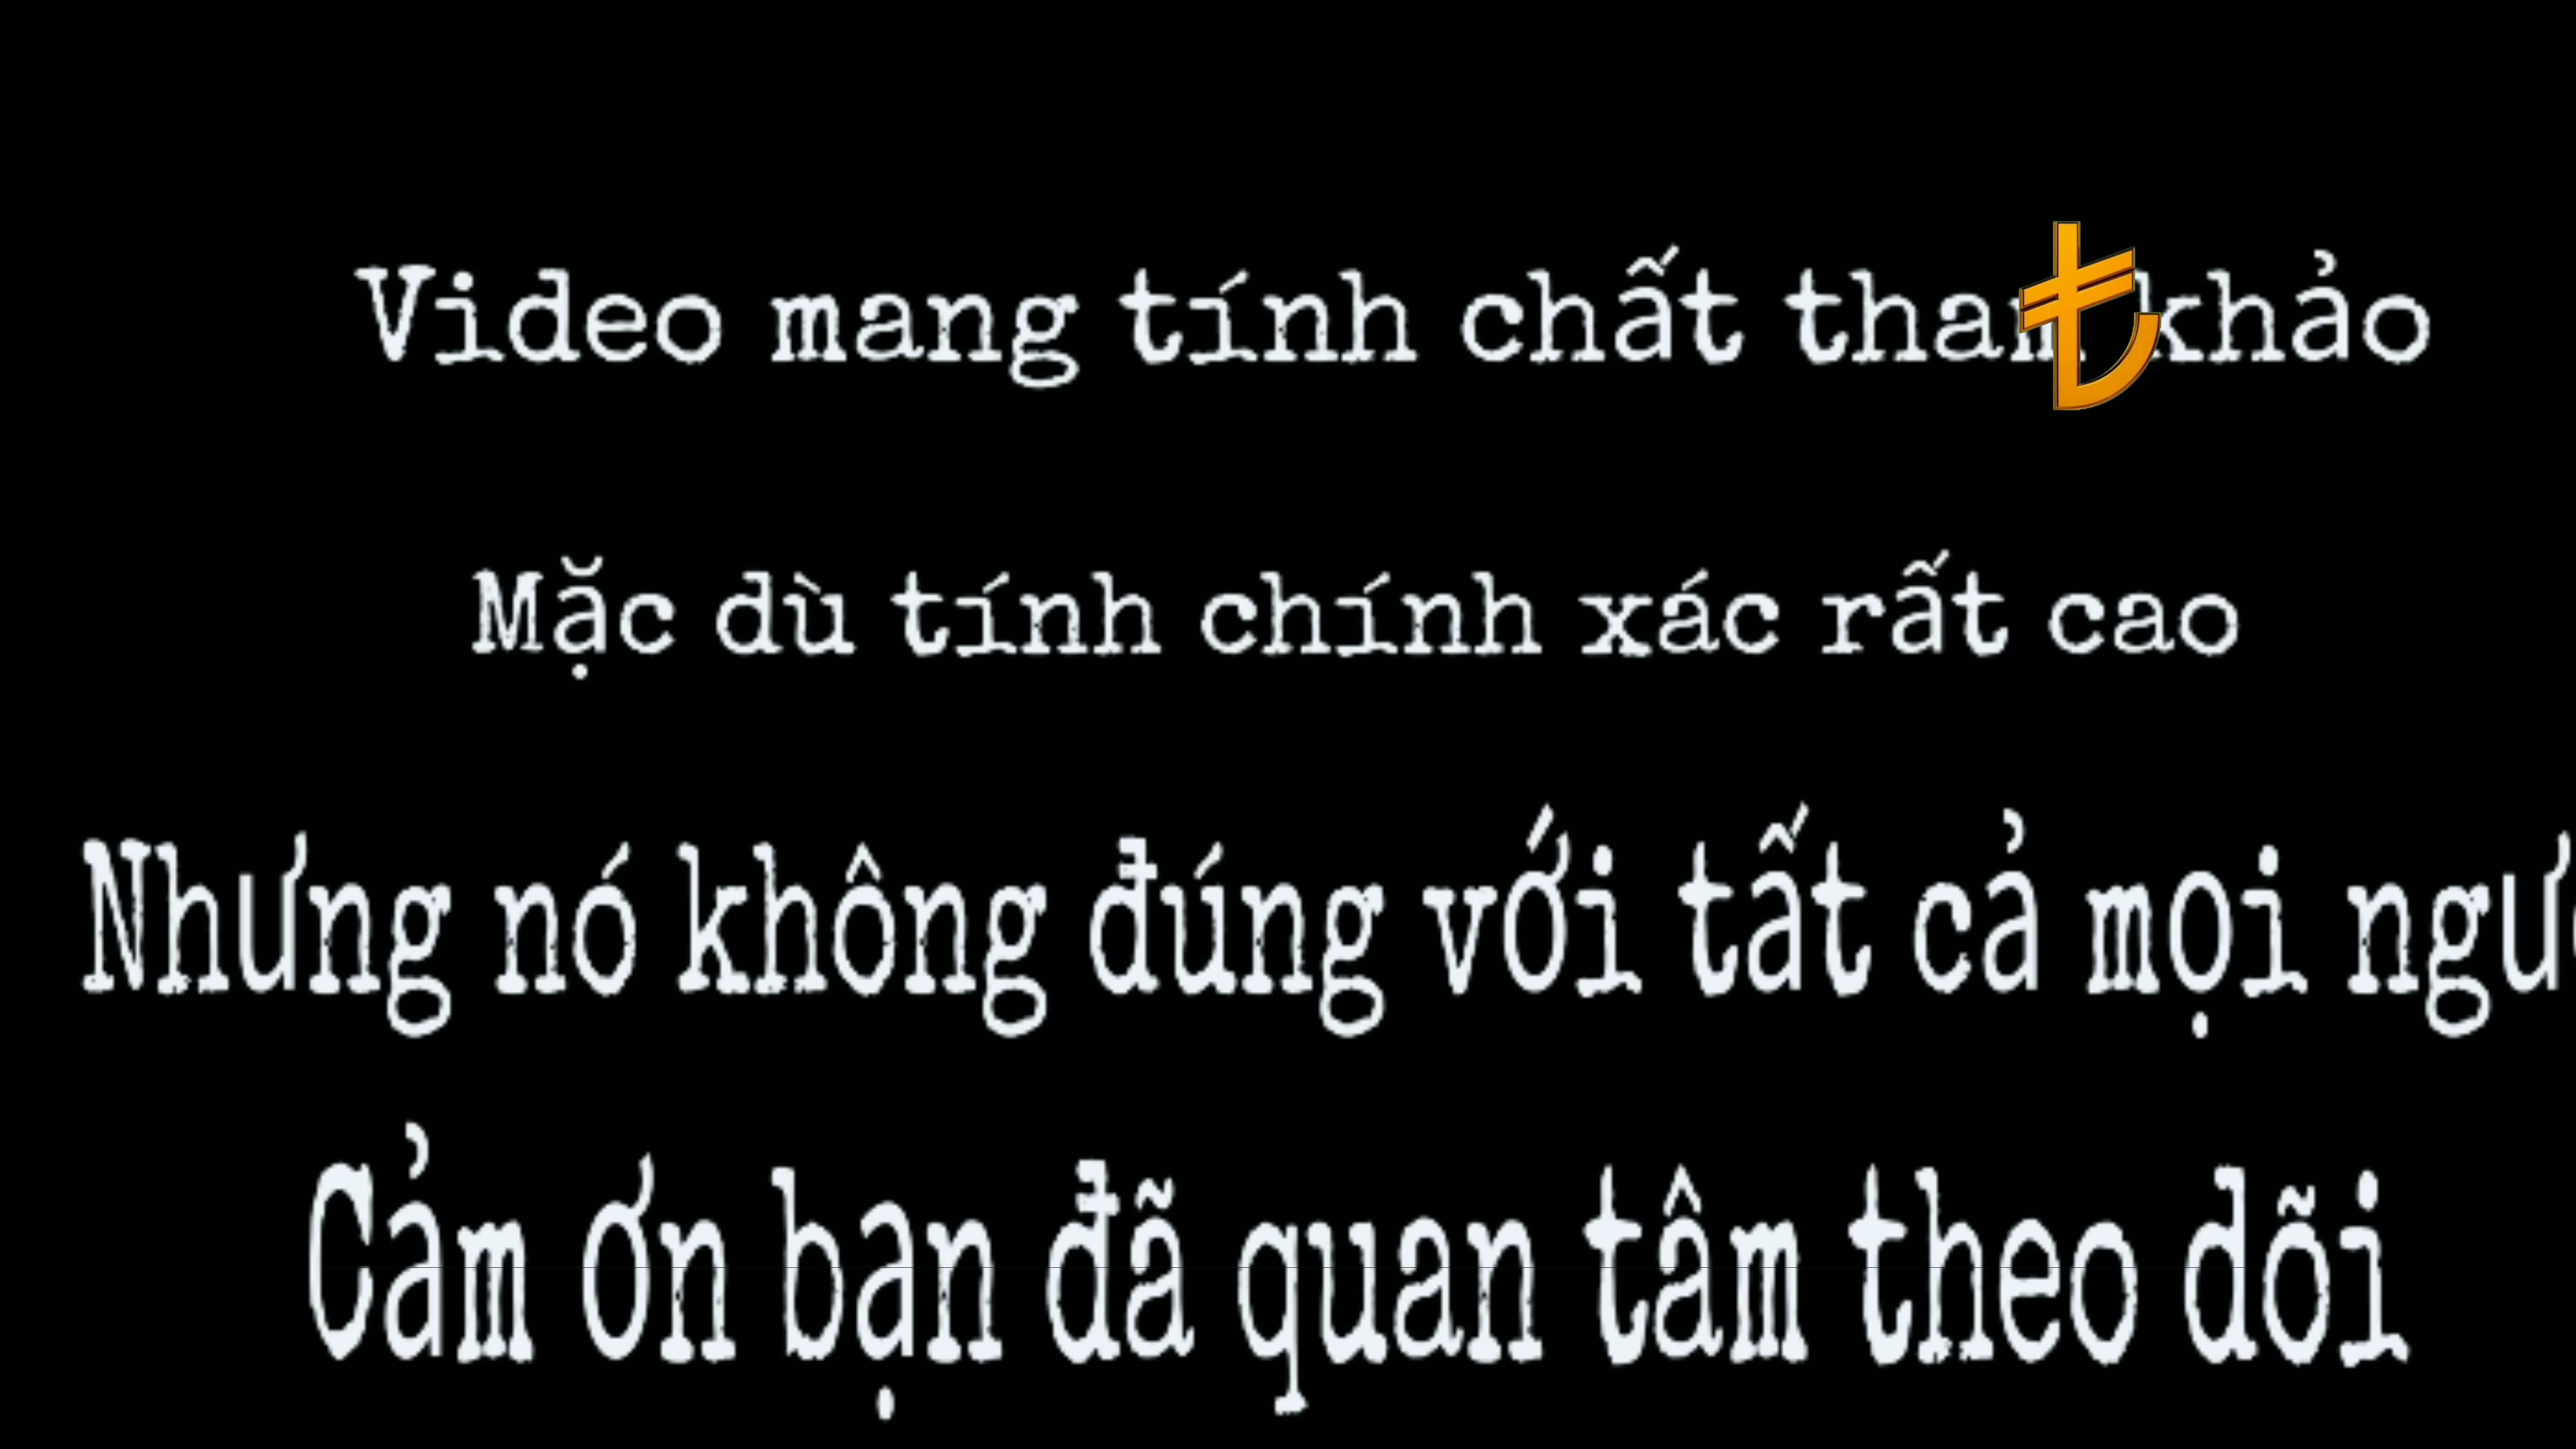 Video mang tính chất tham khảo
Mặc dù tính chính xác rất cao
Nhưng nó không đúng với tất cả mọi
Cảm ơn bạn đã quan tâm theo dõi